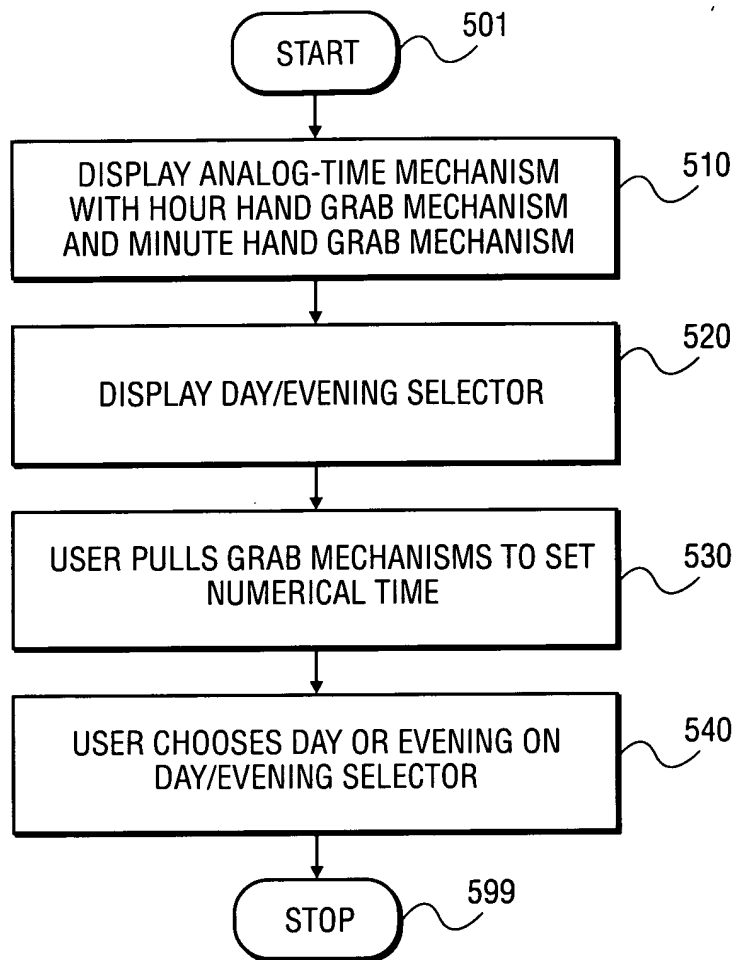 START
501
DISPLAY ANALOG-TIME MECHANISM
WITH HOUR HAND GRAB MECHANISM
AND MINUTE HAND GRAB MECHANISM
510
DISPLAY DAY/EVENING SELECTOR
520
USER PULLS GRAB MECHANISMS TO SET
NUMERICAL TIME
530
USER CHOOSES DAY OR EVENING ON
DAY/EVENING SELECTOR
540
STOP
599